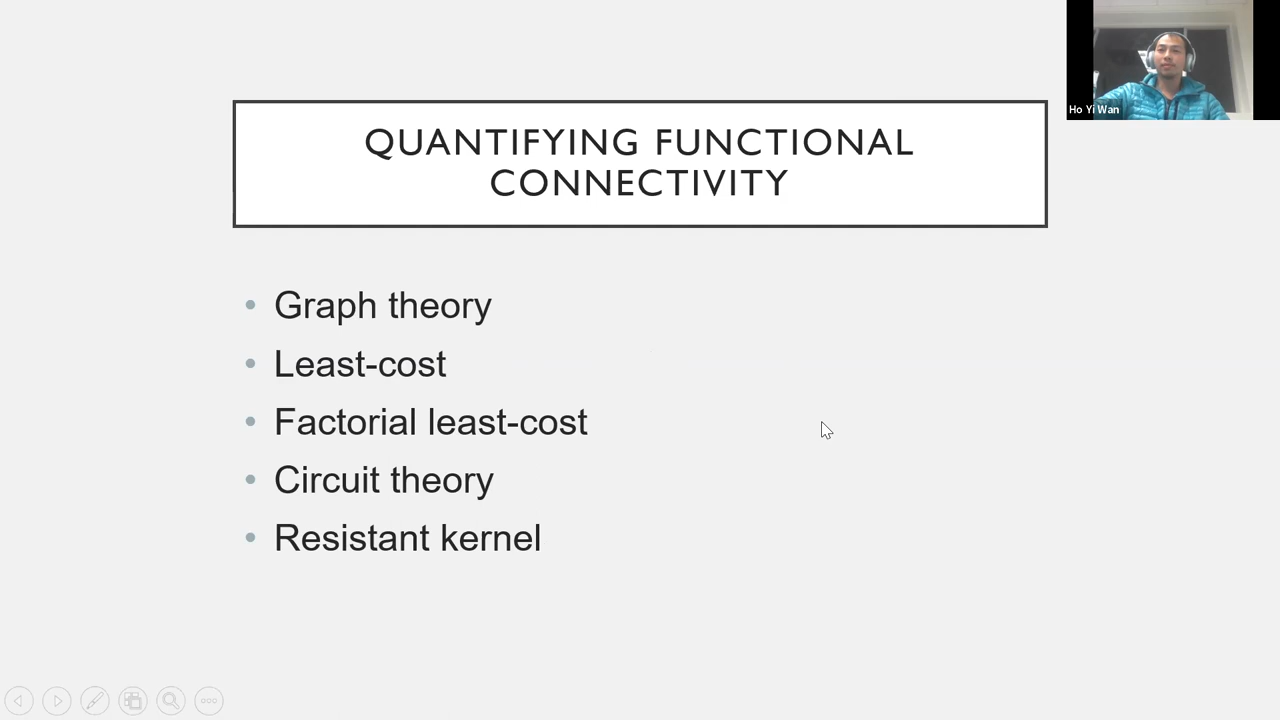 QUANTIFYING FUNCTIONAL
CONNECTIVITY
Ho Yi Wan
• Graph theory
• Least-cost
• Factorial least-cost
• Circuit theory
• Resistant kernel